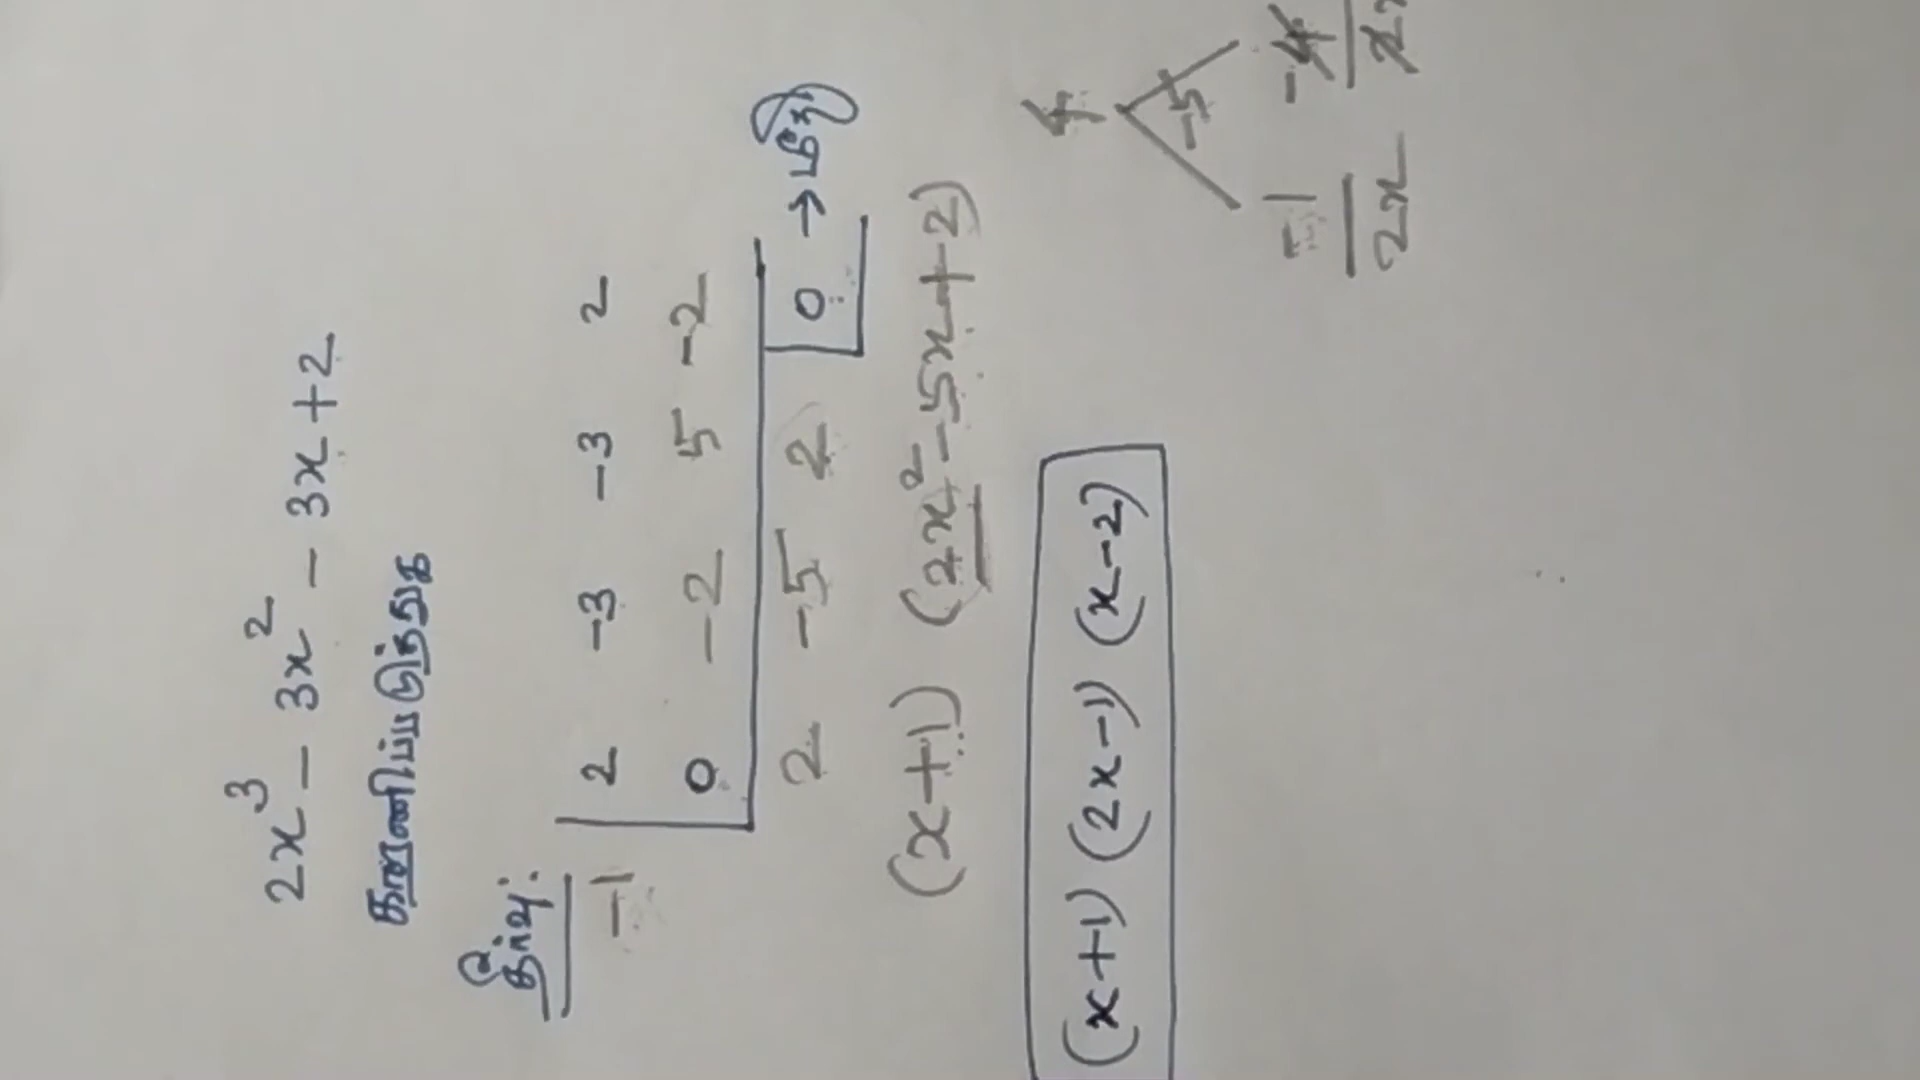 2x³ - 3x² - 3x + 2
காரணிப்படுத்துக
தீர்வு:
-1 2 -3 -3 2
0 -2 5 -2
2 -5 2 0 → மீதி
(x+1) (2x² - 5x + 2)
4
-5
-1 -4
2x 2x
(x+1) (2x-1) (x-2)